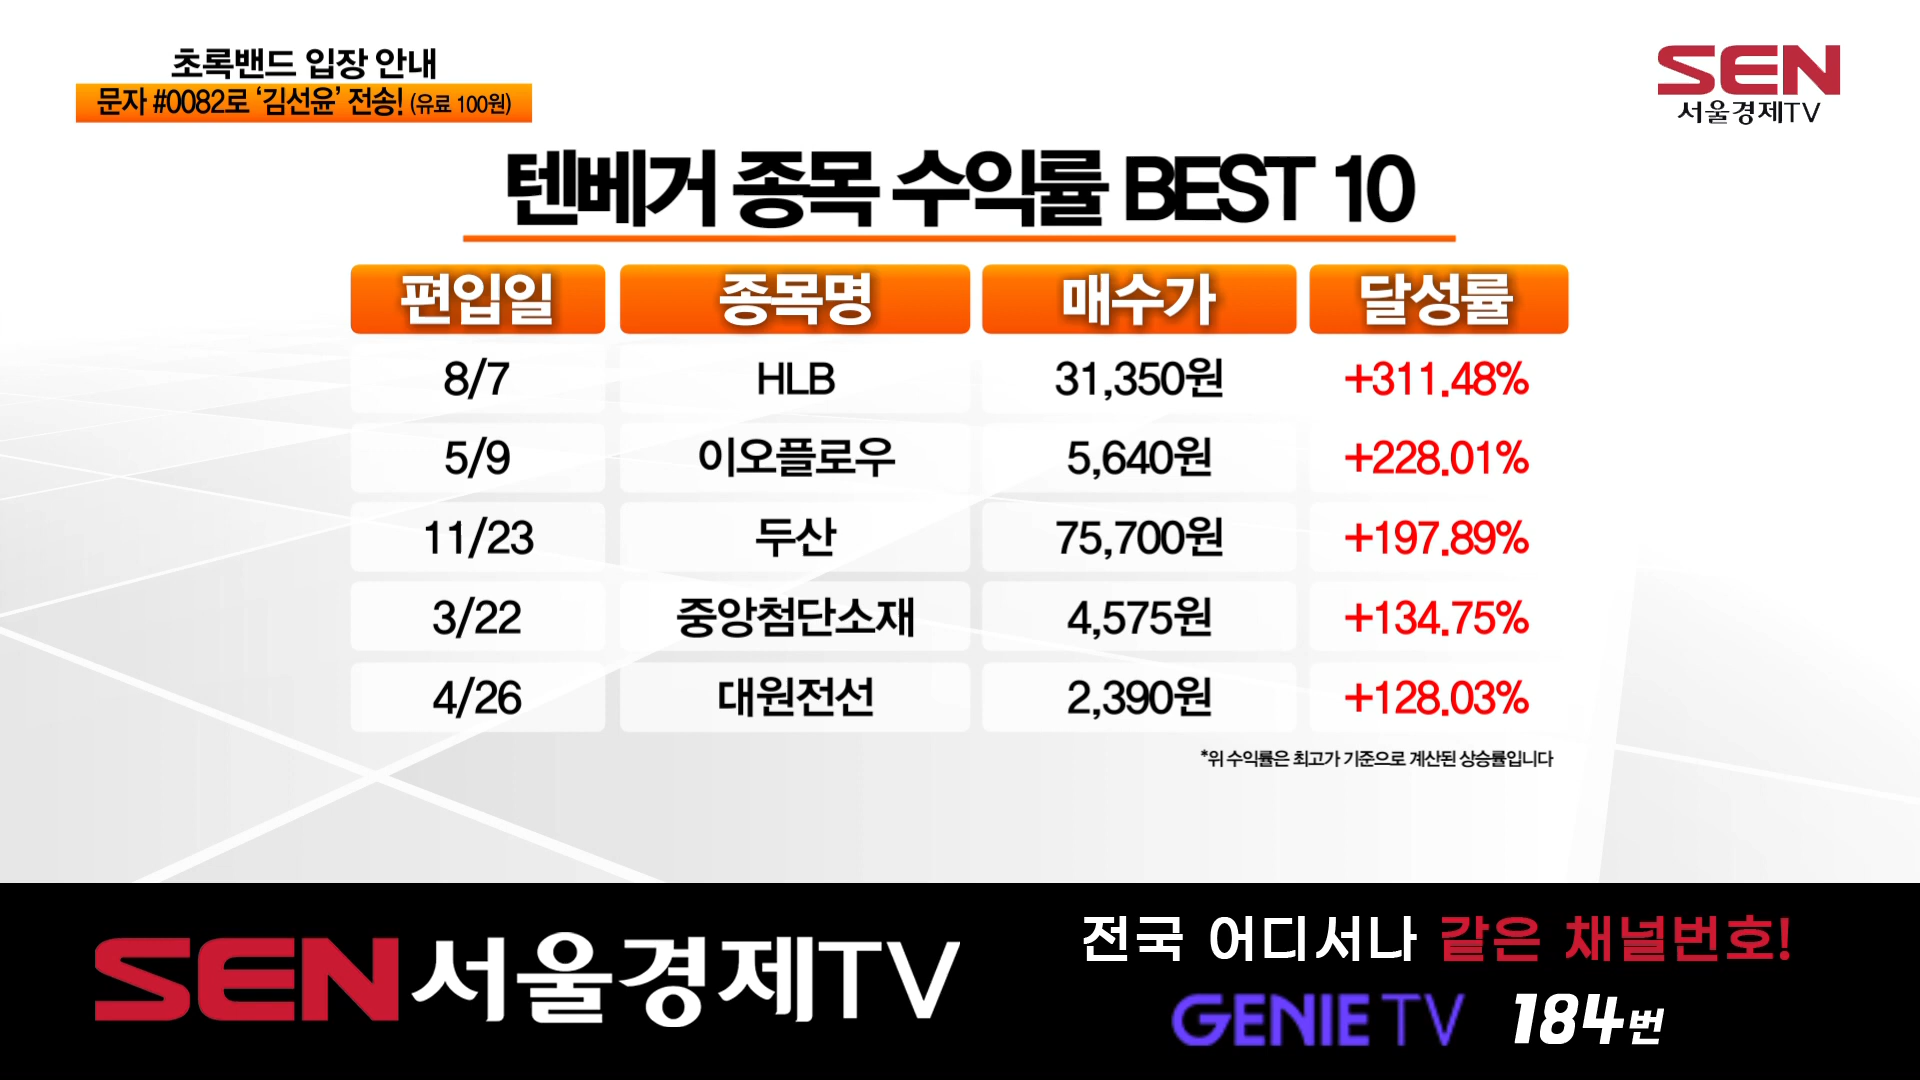 초록밴드 입장 안내
문자 #0082로 ‘김선윤’ 전송! (유료 100원)
SEN
서울경제TV
텐베거 종목 수익률 BEST 10
편입일 종목명 매수가 달성률
8/7 HLB 31,350원 +311.48%
5/9 이오플로우 5,640원 +228.01%
11/23 두산 75,700원 +197.89%
3/22 중앙첨단소재 4,575원 +134.75%
4/26 대원전선 2,390원 +128.03%
*위 수익률은 최고가 기준으로 계산된 상승률입니다
SEN 서울경제TV
전국 어디서나 같은 채널번호!
GENIE TV 184번